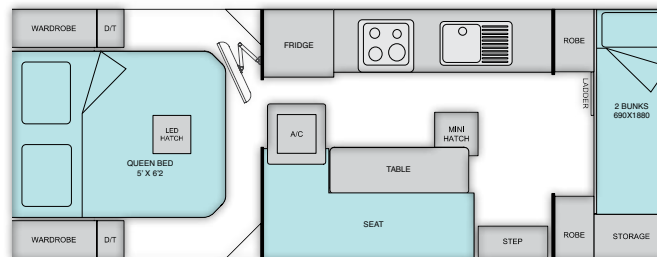 WARDROBE
D/T
FRIDGE
ROBE
LADDER
2 BUNKS
690X1880
LED
HATCH
A/C
MINI
HATCH
QUEEN BED
5' X 6'2
TABLE
SEAT
WARDROBE
D/T
STEP
ROBE
STORAGE